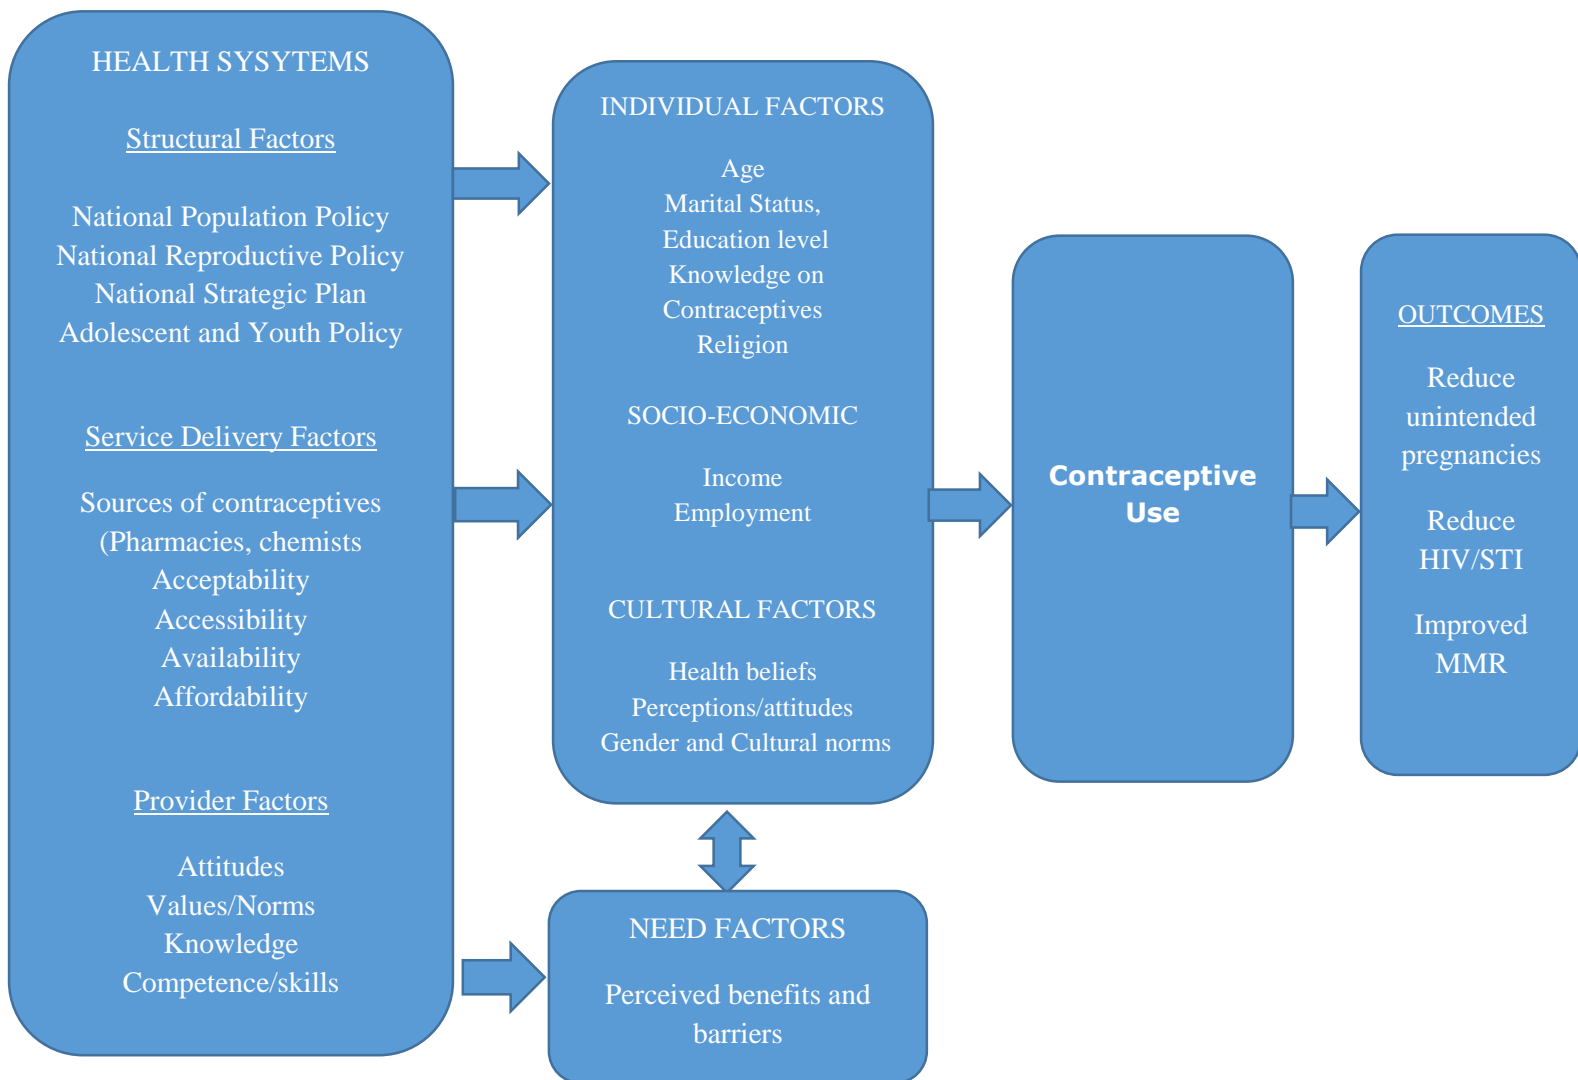 HEALTH SYSYTEMS
Structural Factors
National Population Policy
National Reproductive Policy
National Strategic Plan
Adolescent and Youth Policy
Service Delivery Factors
Sources of contraceptives
(Pharmacies, chemists
Acceptability
Accessibility
Availability
Affordability
Provider Factors
Attitudes
Values/Norms
Knowledge
Competence/skills
INDIVIDUAL FACTORS
Age
Marital Status,
Education level
Knowledge on
Contraceptives
Religion
SOCIO-ECONOMIC
Income
Employment
CULTURAL FACTORS
Health beliefs
Perceptions/attitudes
Gender and Cultural norms
NEED FACTORS
Perceived benefits and
barriers
Contraceptive
Use
OUTCOMES
Reduce
unintended
pregnancies
Reduce
HIV/STI
Improved
MMR